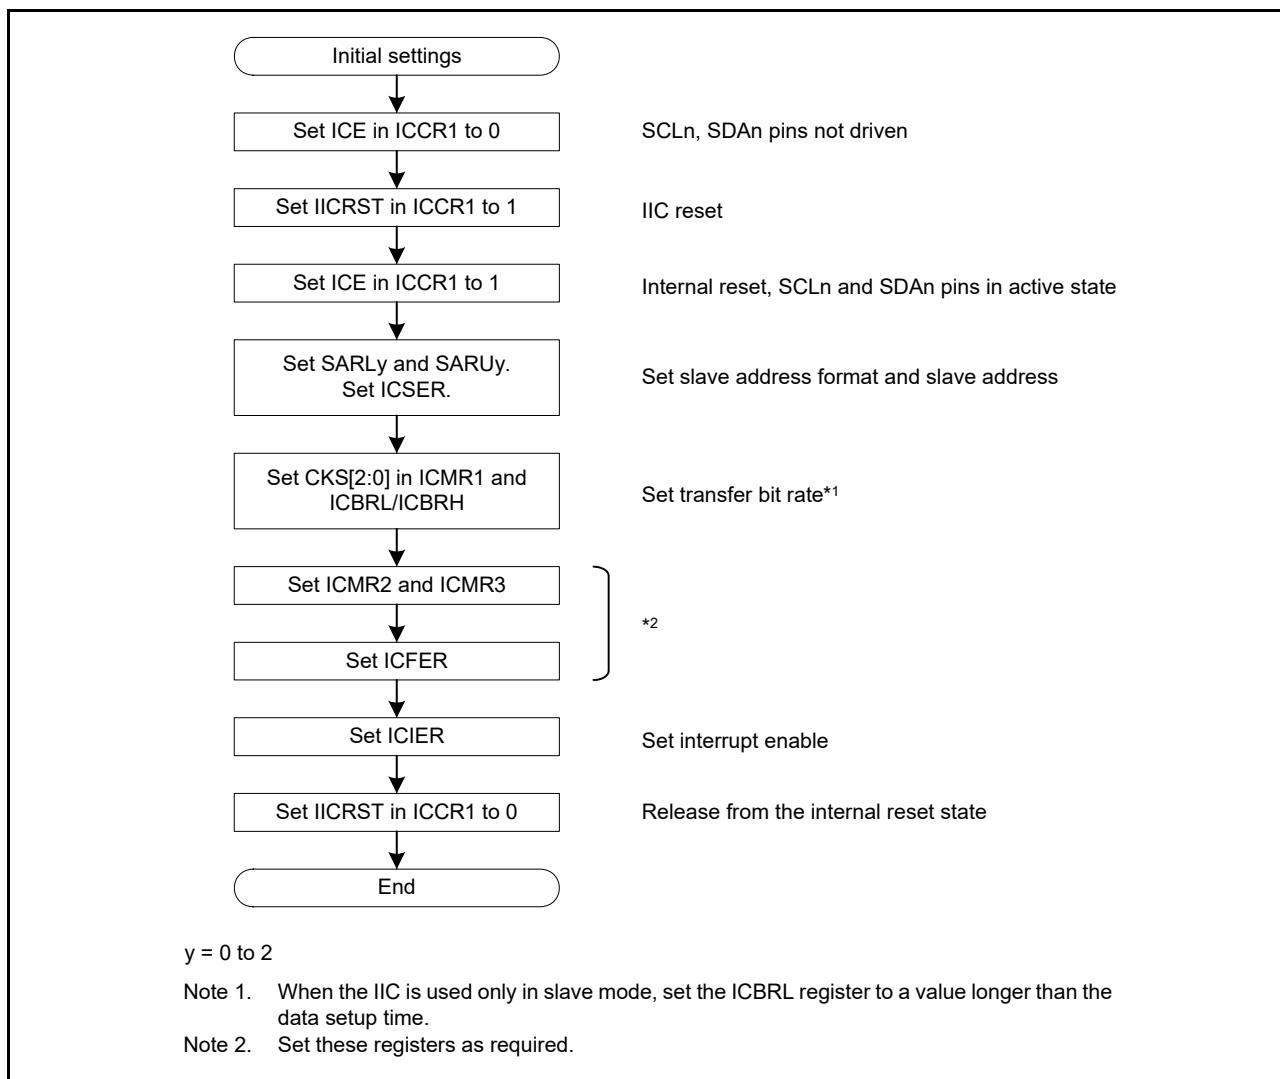 Initial settings
Set ICE in ICCR1 to 0
SCLn, SDAn pins not driven
Set IICRST in ICCR1 to 1
IIC reset
Set ICE in ICCR1 to 1
Internal reset, SCLn and SDAn pins in active state
Set SARLy and SARUy.
Set ICSER.
Set slave address format and slave address
Set CKS[2:0] in ICMR1 and
ICBRL/ICBRH
Set transfer bit rate*1
Set ICMR2 and ICMR3
*2
Set ICFER
Set ICIER
Set interrupt enable
Set IICRST in ICCR1 to 0
Release from the internal reset state
End
y = 0 to 2
Note 1. When the IIC is used only in slave mode, set the ICBRL register to a value longer than the
data setup time.
Note 2. Set these registers as required.